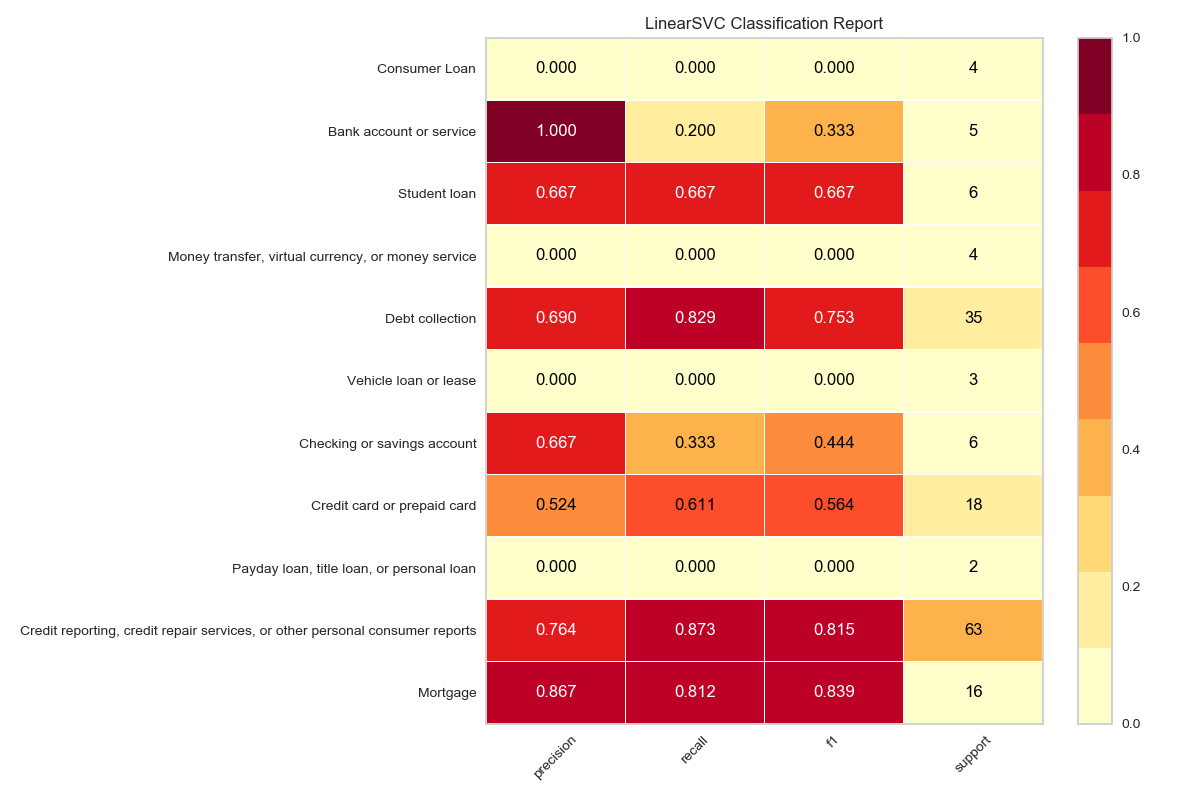 LinearSVC Classification Report
Consumer Loan 0.000 0.000 0.000 4
Bank account or service 1.000 0.200 0.333 5
Student loan 0.667 0.667 0.667 6
Money transfer, virtual currency, or money service 0.000 0.000 0.000 4
Debt collection 0.690 0.829 0.753 35
Vehicle loan or lease 0.000 0.000 0.000 3
Checking or savings account 0.667 0.333 0.444 6
Credit card or prepaid card 0.524 0.611 0.564 18
Payday loan, title loan, or personal loan 0.000 0.000 0.000 2
Credit reporting, credit repair services, or other personal consumer reports 0.764 0.873 0.815 63
Mortgage 0.867 0.812 0.839 16
precision recall f1 support
1.0
0.8
0.6
0.4
0.2
0.0